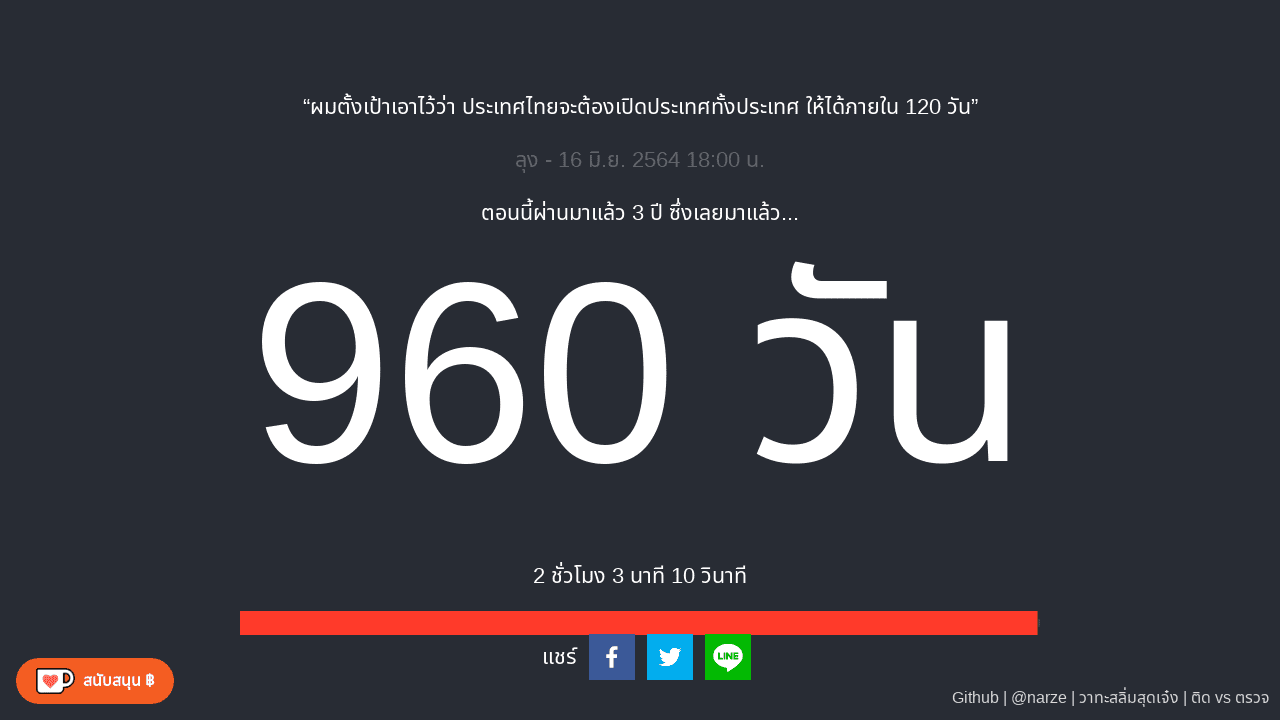 “ผมตั้งเป้าเอาไว้ว่า ประเทศไทยจะต้องเปิดประเทศทั้งประเทศ ให้ได้ภายใน 120 วัน”
ลุง - 16 มิ.ย. 2564 18:00 น.
ตอนนี้ผ่านมาแล้ว 3 ปี ซึ่งเลยมาแล้ว...
960 วัน
2 ชั่วโมง 3 นาที 10 วินาที
แชร์
LINE
สนับสนุน ฿
Github | @narze | วาทะสลิ่มสุดเจ๋ง | ติด vs ตรวจ